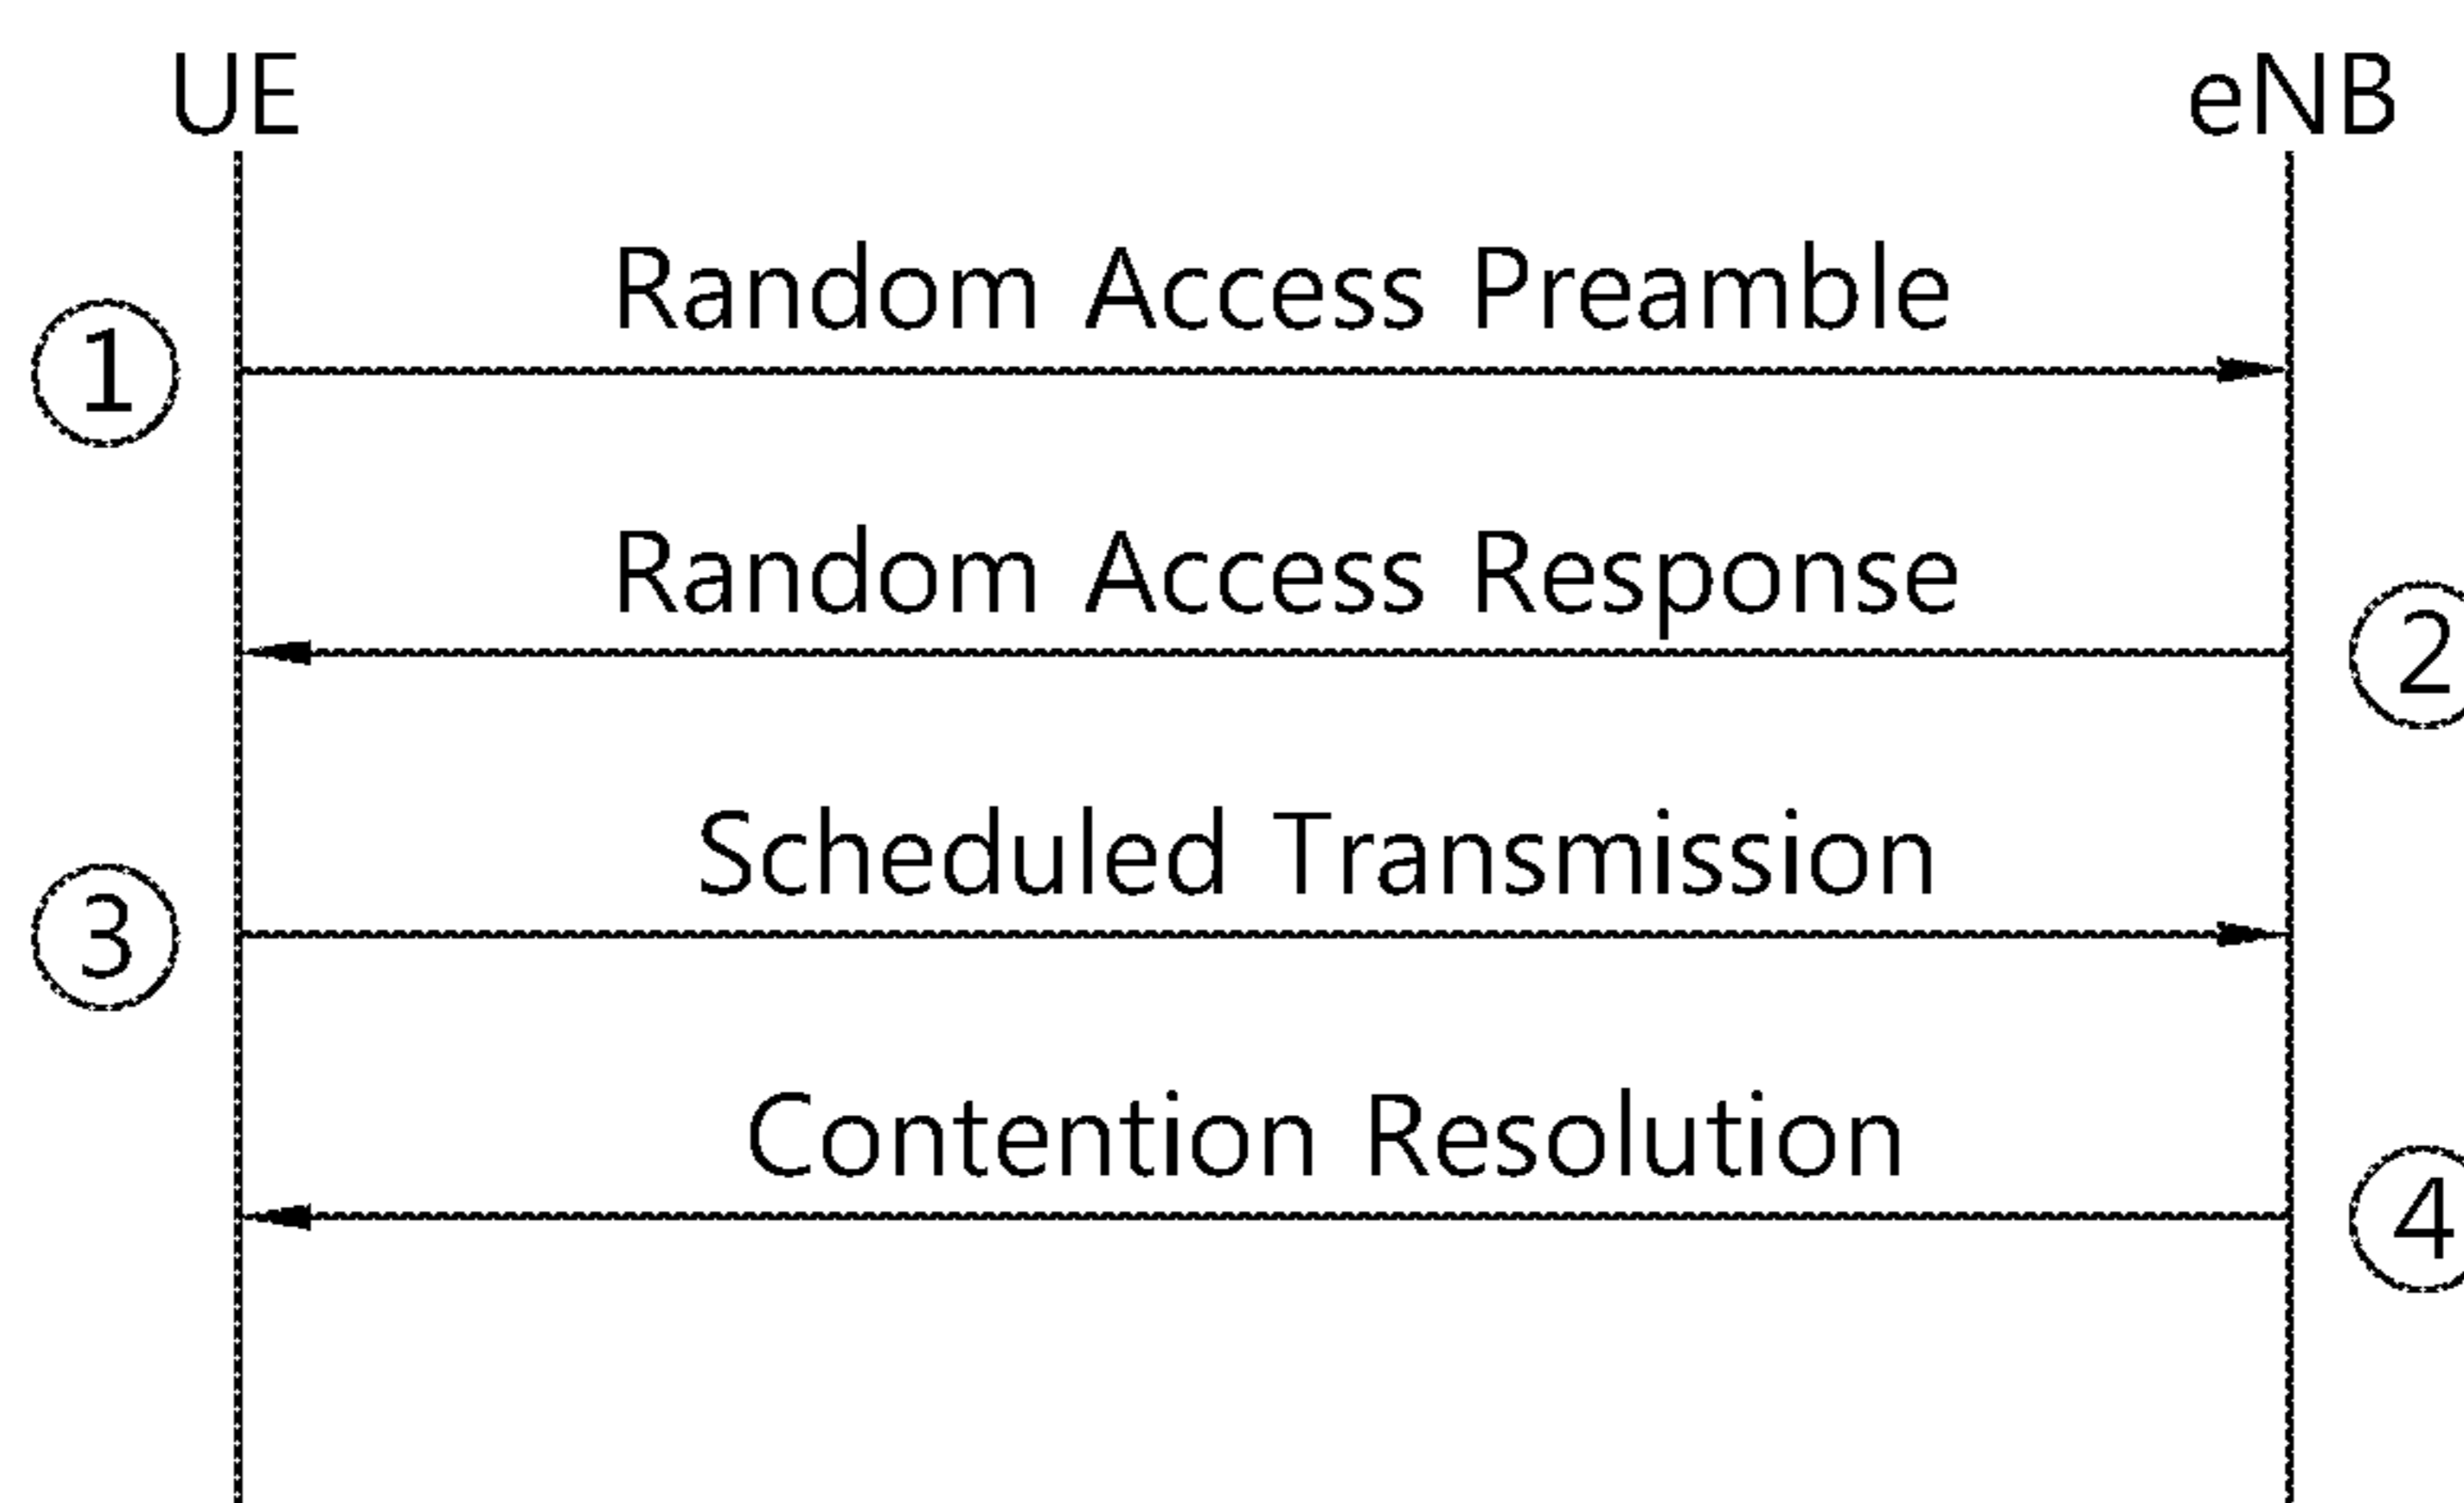 UE eNB
Random Access Preamble
①
Random Access Response
②
Scheduled Transmission
③
Contention Resolution
④